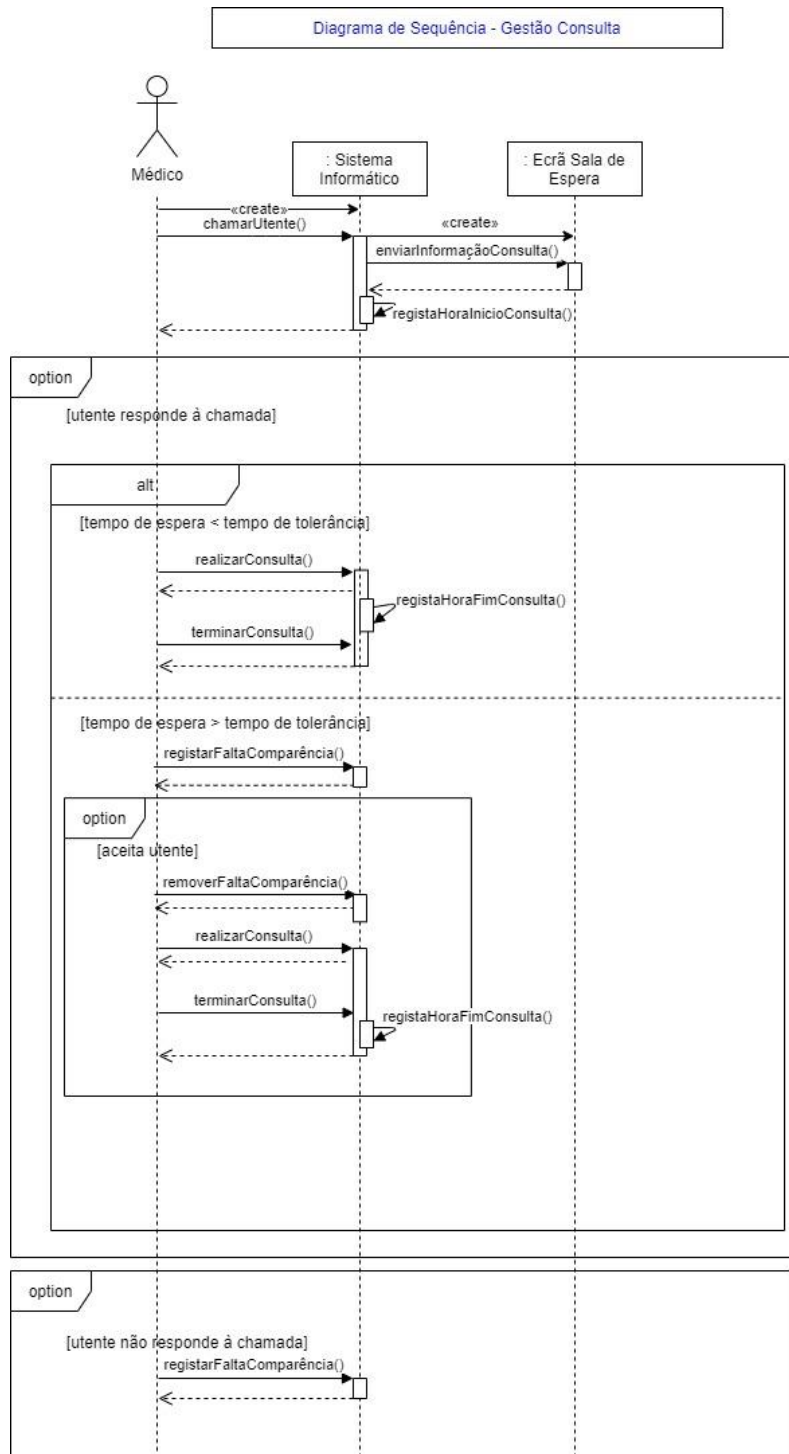 Diagrama de Sequência - Gestão Consulta
Médico
: Sistema
Informático
: Ecrã Sala de
Espera
«create»
chamarUtente()
«create»
enviarInformaçãoConsulta()
registaHoraInicioConsulta()
option
[utente responde à chamada]
alt
[tempo de espera < tempo de tolerância]
realizarConsulta()
registaHoraFimConsulta()
terminarConsulta()
[tempo de espera > tempo de tolerância]
registarFaltaComparência()
option
[aceita utente]
removerFaltaComparência()
realizarConsulta()
terminarConsulta()
registaHoraFimConsulta()
option
[utente não responde à chamada]
registarFaltaComparência()